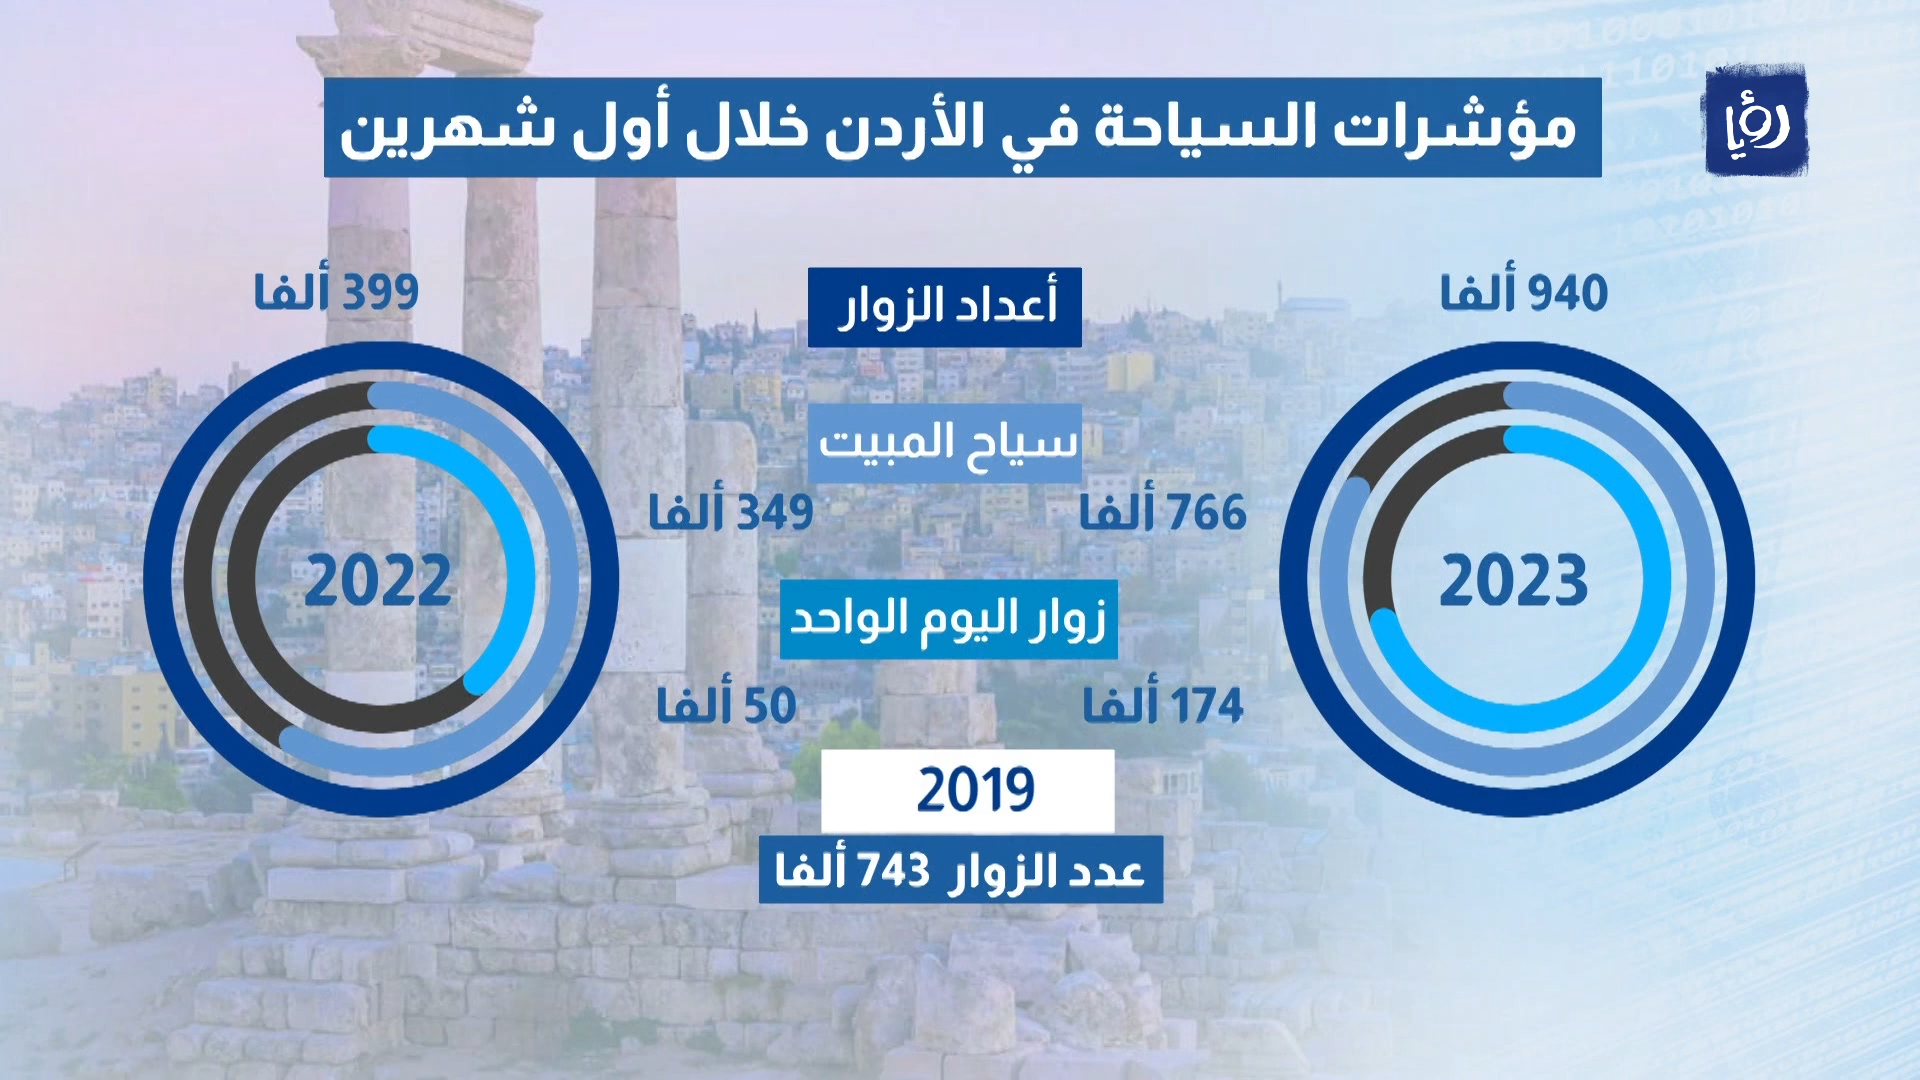 مؤشرات السياحة في الأردن خلال أول شهرين
رؤيا
940 ألفا
أعداد الزوار
399 ألفا
سياح المبيت
766 ألفا
349 ألفا
2023
2022
زوار اليوم الواحد
174 ألفا
50 ألفا
2019
عدد الزوار 743 ألفا